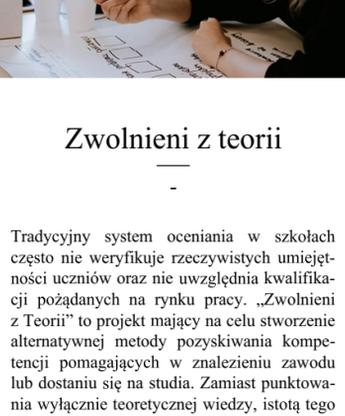 Zwolnieni z teorii
-
Tradycyjny system oceniania w szkołach
często nie weryfikuje rzeczywistych umiejęt-
ności uczniów oraz nie uwzględnia kwalifika-
cji pożądanych na rynku pracy. „Zwolnieni
z Teorii” to projekt mający na celu stworzenie
alternatywnej metody pozyskiwania kompe-
tencji pomagających w znalezieniu zawodu
lub dostaniu się na studia. Zamiast punktowa-
nia wyłącznie teoretycznej wiedzy, istotą tego